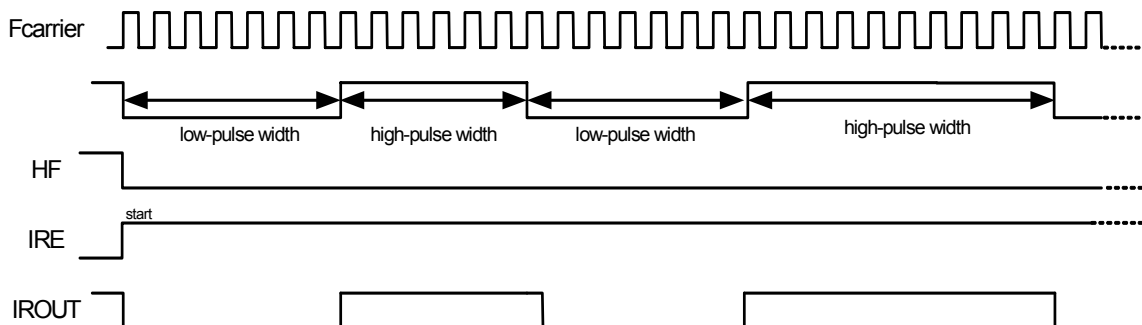 Fcarrier
low-pulse width
high-pulse width
low-pulse width
high-pulse width
HF
start
IRE
IROUT